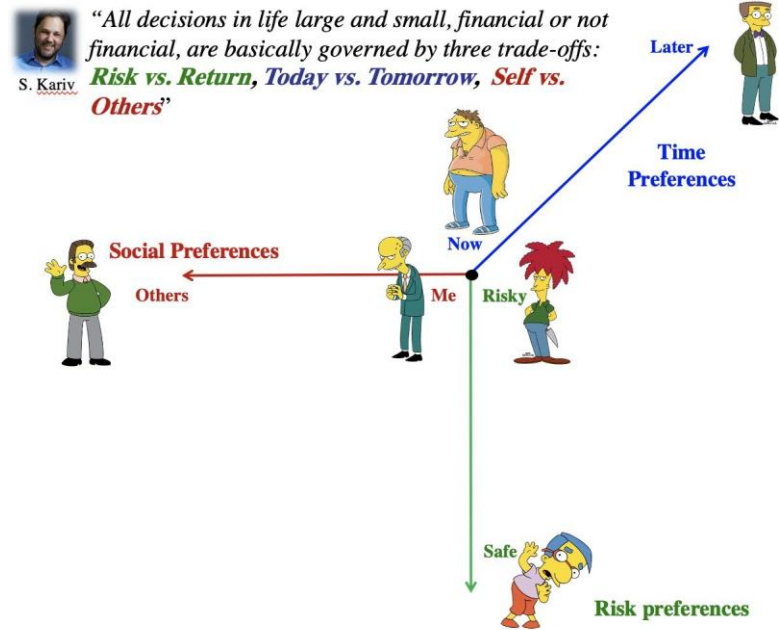 “All decisions in life large and small, financial or not
financial, are basically governed by three trade-offs:
Risk vs. Return, Today vs. Tomorrow, Self vs.
Others”
S. Kariv
Later
Time
Preferences
Now
Social Preferences
Others
Me
Risky
Safe
Risk preferences